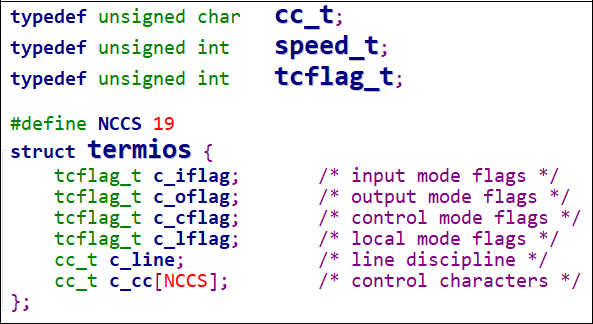 typedef unsigned char cc_t;
typedef unsigned int speed_t;
typedef unsigned int tcflag_t;
#define NCCS 19
struct termios {
tcflag_t c_iflag; /* input mode flags */
tcflag_t c_oflag; /* output mode flags */
tcflag_t c_cflag; /* control mode flags */
tcflag_t c_lflag; /* local mode flags */
cc_t c_line; /* line discipline */
cc_t c_cc[NCCS]; /* control characters */
};